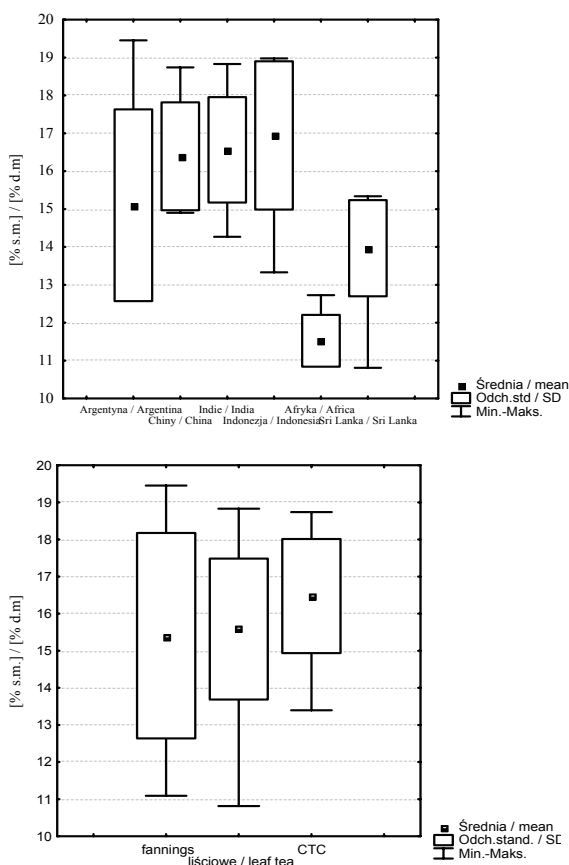 20
19
18
17
16
15
14
13
12
11
10
[% s.m.] / [% d.m]
Argentyna / Argentina
Chiny / China
Indie / India
Indonezja / Indonesia
Afryka / Africa
Sri Lanka / Sri Lanka
Średnia / mean
Odch.std / SD
Min.-Maks.
20
19
18
17
16
15
14
13
12
11
10
[% s.m.] / [% d.m]
fannings
liściowe / leaf tea
CTC
Średnia / mean
Odch.stand. / SD
Min.-Maks.